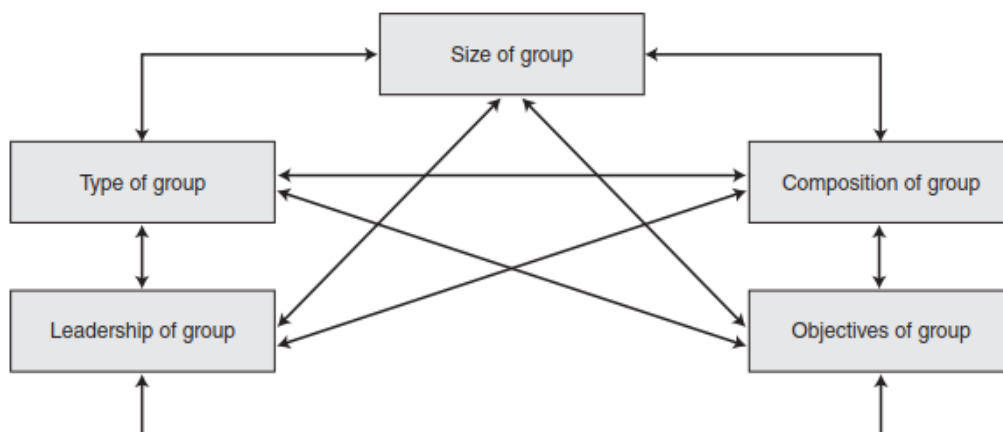 Size of group
Type of group
Composition of group
Leadership of group
Objectives of group